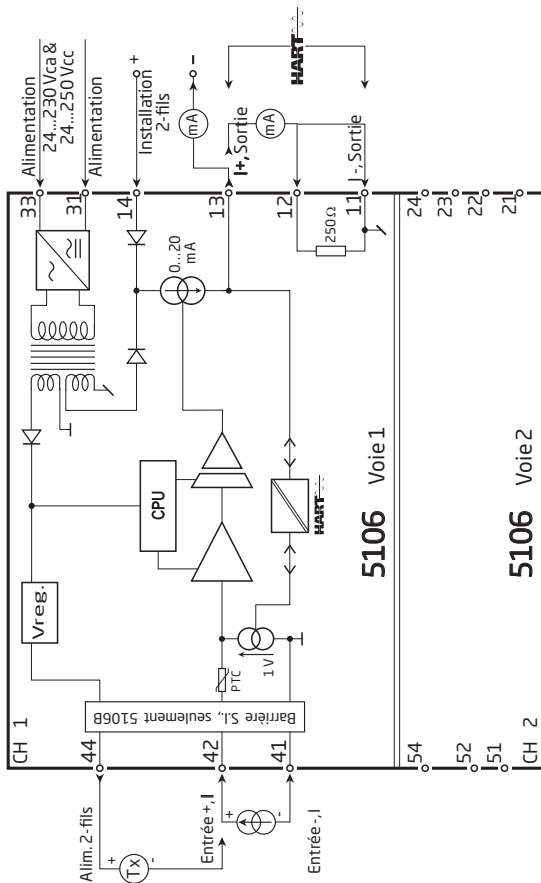 Alimentation
24...230 Vca &
24...250 Vcc
Alimentation
+
Installation
2-fils
-
mA
I+, Sortie
mA
HART
I -, Sortie
33
31
14
13
12
11
24
23
22
21
0...20
mA
250 Ω
CPU
Vreg.
HART
PTC
1 V
5106 Voie 1
5106 Voie 2
Barrière S.I., seulement 5106B
CH 1
44
42
41
54
52
51
CH 2
Alim. 2-fils
+
Tx
-
Entrée +, I
+
-
Entrée -, I